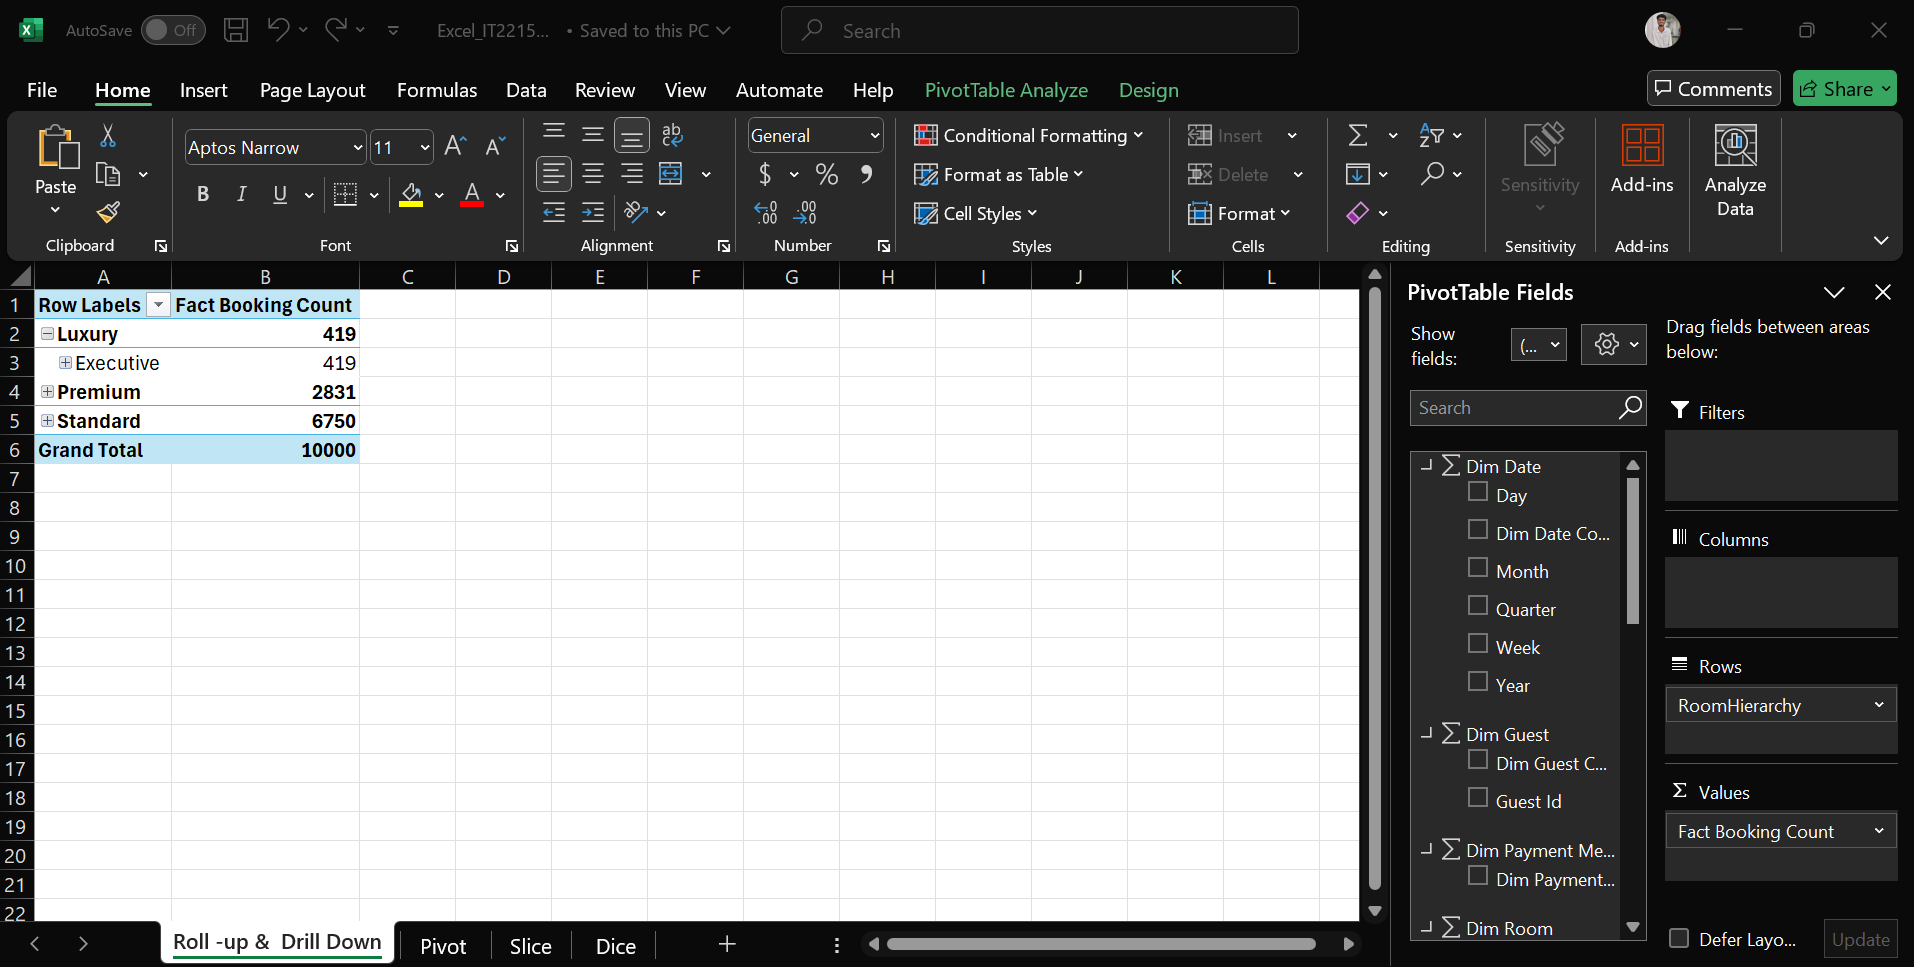 AutoSave Off Excel_IT2215... • Saved to this PC Search
File Home Insert Page Layout Formulas Data Review View Automate Help PivotTable Analyze Design Comments Share
Paste
Clipboard
Aptos Narrow 11
B I U A
Font
ab
Alignment
General
$ % 9
.00 .00
Number
Conditional Formatting
Format as Table
Cell Styles
Styles
Insert
Delete
Format
Cells
Editing
Sensitivity
Sensitivity
Add-ins
Add-ins
Analyze
Data
A B C D E F G H I J K L
1 Row Labels Fact Booking Count
2 Luxury 419
3 Executive 419
4 Premium 2831
5 Standard 6750
6 Grand Total 10000
7
8
9
10
11
12
13
14
15
16
17
18
19
20
21
22
Roll -up & Drill Down Pivot Slice Dice
PivotTable Fields
Show
fields:
(...
Drag fields between areas
below:
Search
Dim Date
Day
Dim Date Co...
Month
Quarter
Week
Year
Dim Guest
Dim Guest C...
Guest Id
Dim Payment Me...
Dim Payment...
Dim Room
Filters
Columns
Rows
RoomHierarchy
Σ Values
Fact Booking Count
Defer Layo... Update